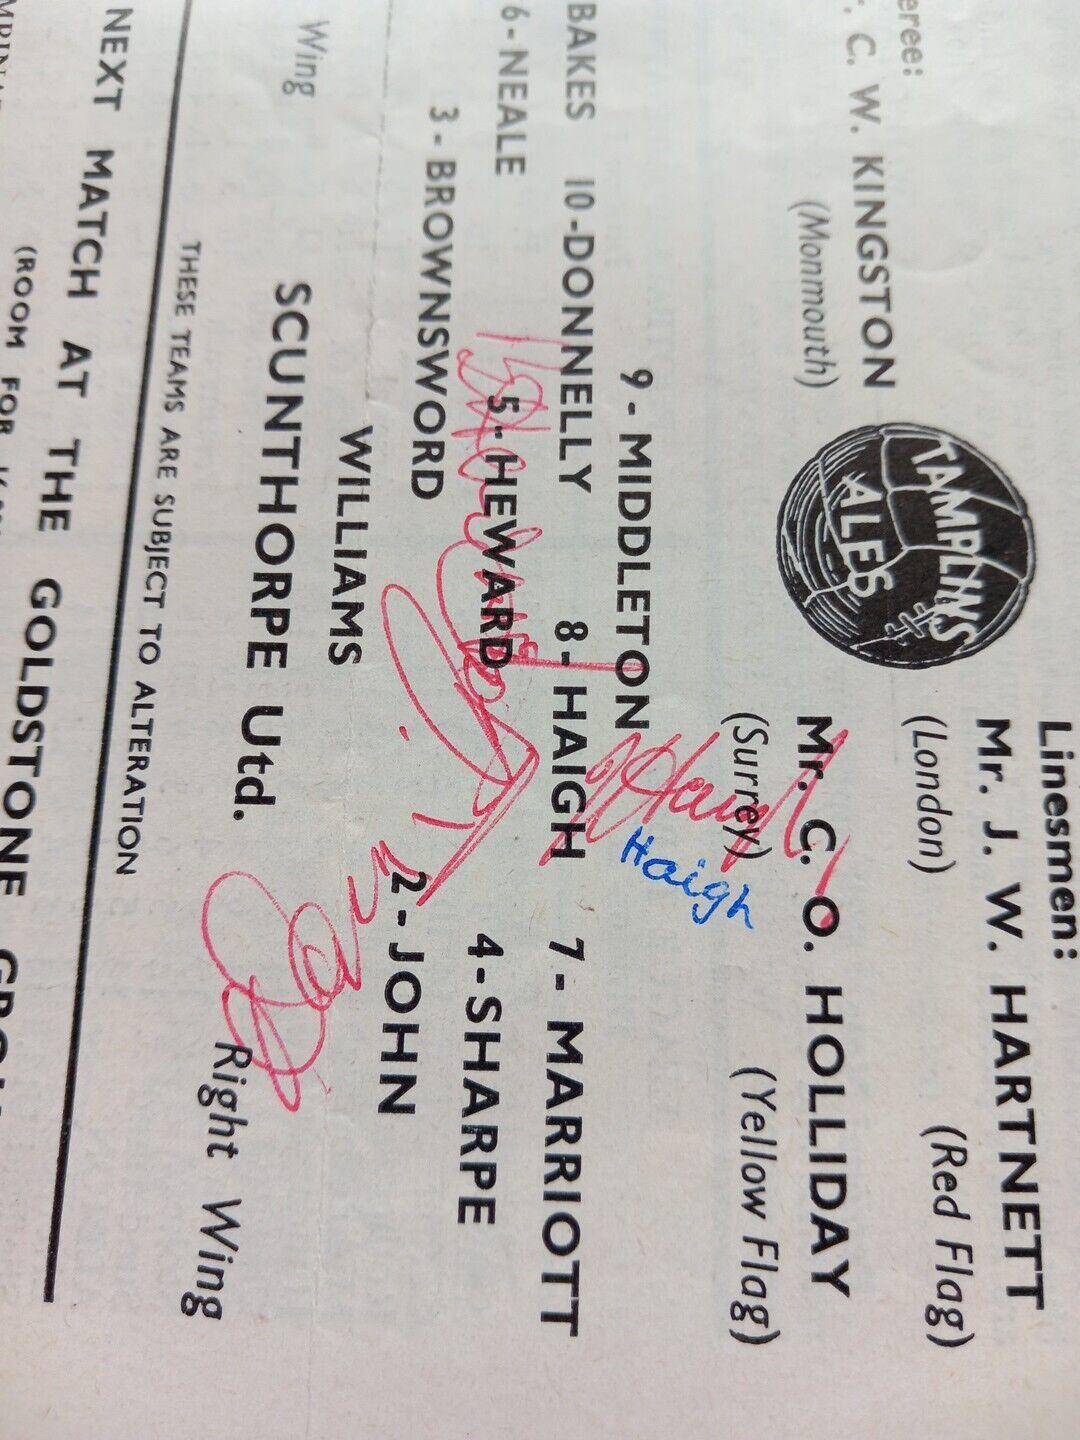 Linesmen:
eree: Mr. J. W. HARTNETT
(London) (Red Flag)
C. W. KINGSTON
(Monmouth)
TAMPLINS
ALES
Mr. C. O. HOLLIDAY
(Surrey) (Yellow Flag)
Haigh
Haigh
9 - MIDDLETON
BAKES 10 - DONNELLY 8 - HAIGH 7 - MARRIOTT
6 - NEALE 5 - HEWARD 4 - SHARPE
3 - BROWNSWORD 2 - JOHN
WILLIAMS
Wing SCUNTHORPE Utd. Right Wing
THESE TEAMS ARE SUBJECT TO ALTERATION
NEXT MATCH AT THE GOLDSTONE GRO
(ROOM FOR